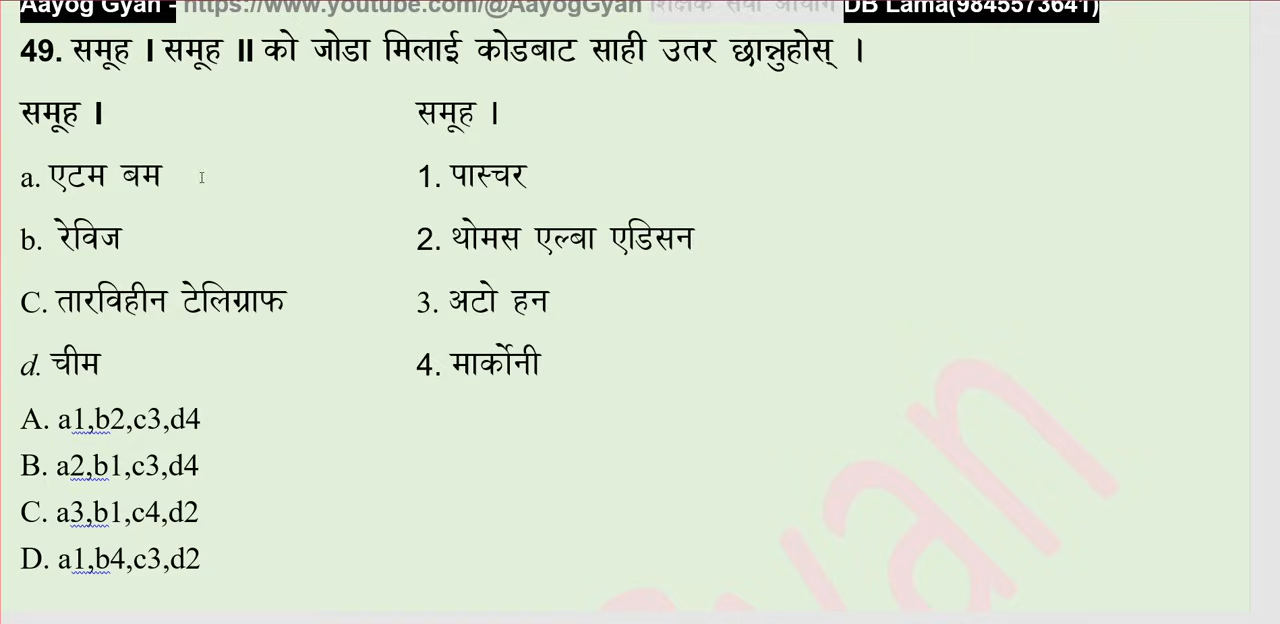 Aayog Gyan - https://www.youtube.com/@AayogGyan शिक्षक सेवा आयोग DB Lama(9845573641)
49. समूह I समूह II को जोडा मिलाई कोडबाट साही उतर छान्नुहोस् ।
समूह I समूह ।
a. एटम बम 1. पास्चर
b. रेविज 2. थोमस एल्बा एडिसन
C. तारविहीन टेलिग्राफ 3. अटो हन
d. चीम 4. मार्कोनी
A. a1,b2,c3,d4
B. a2,b1,c3,d4
C. a3,b1,c4,d2
D. a1,b4,c3,d2